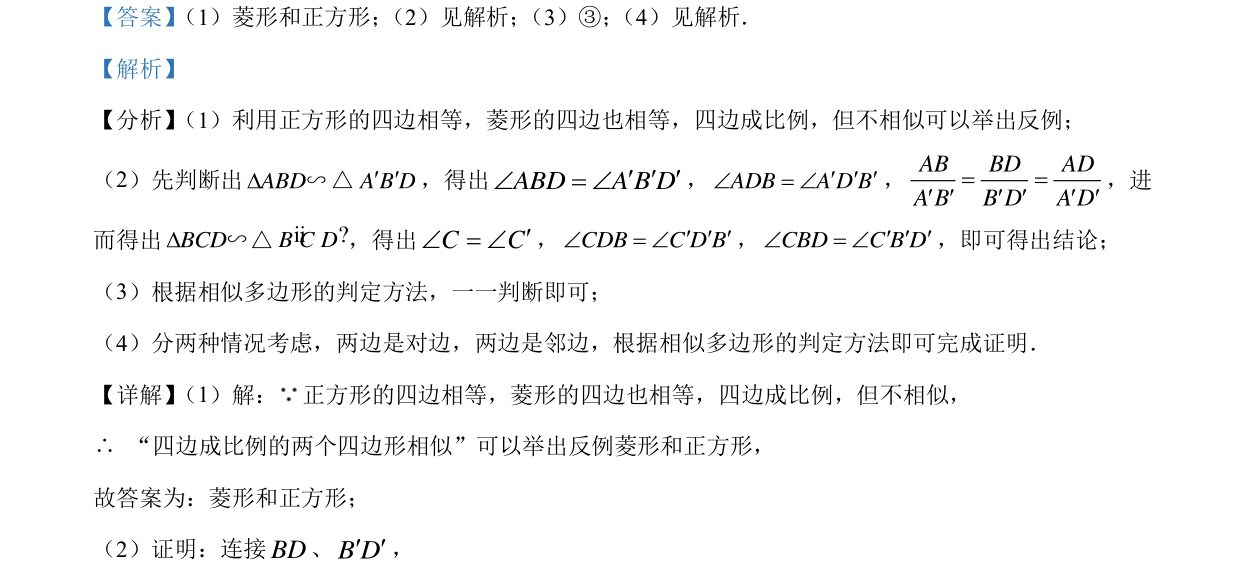 【答案】（1）菱形和正方形；（2）见解析；（3）③；（4）见解析．
【解析】
【分析】（1）利用正方形的四边相等，菱形的四边也相等，四边成比例，但不相似可以举出反例；
（2）先判断出 ΔABD∽ △ A′B′D ，得出 ∠ABD = ∠A′B′D′ ， ∠ADB = ∠A′D′B′ ， AB/A′B′ = BD/B′D′ = AD/A′D′ ，进
而得出 ΔBCD∽ △ BⅱC D?，得出 ∠C = ∠C′ ， ∠CDB = ∠C′D′B′ ， ∠CBD = ∠C′B′D′ ，即可得出结论；
（3）根据相似多边形的判定方法，一一判断即可；
（4）分两种情况考虑，两边是对边，两边是邻边，根据相似多边形的判定方法即可完成证明．
【详解】（1）解：∵ 正方形的四边相等，菱形的四边也相等，四边成比例，但不相似，
∴ “四边成比例的两个四边形相似”可以举出反例菱形和正方形，
故答案为：菱形和正方形；
（2）证明：连接 BD 、 B′D′ ，